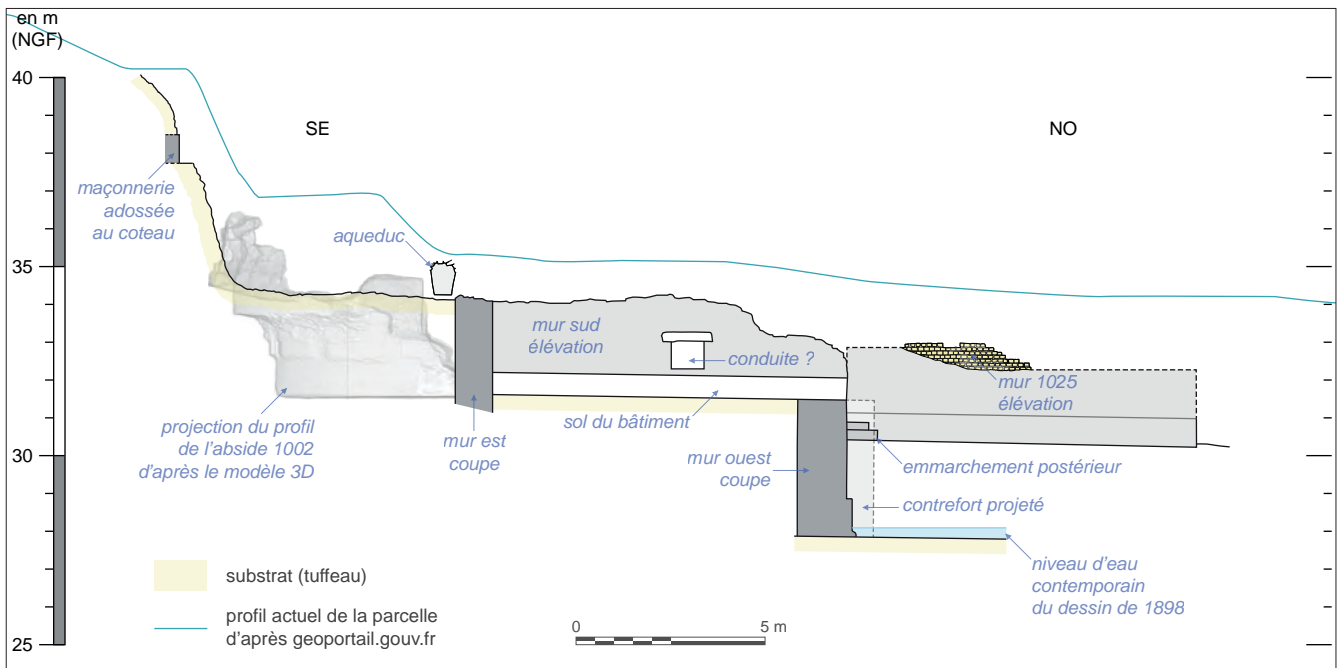 en m
(NGF)
40
SE
NO
maçonnerie
adossée
au coteau
aqueduc
35
mur sud
élévation
conduite ?
mur 1025
élévation
projection du profil
de l’abside 1002
d’après le modèle 3D
mur est
coupe
sol du bâtiment
mur ouest
coupe
emmarchement postérieur
30
contrefort projeté
niveau d’eau
contemporain
du dessin de 1898
substrat (tuffeau)
profil actuel de la parcelle
d’après geoportail.gouv.fr
0
5 m
25